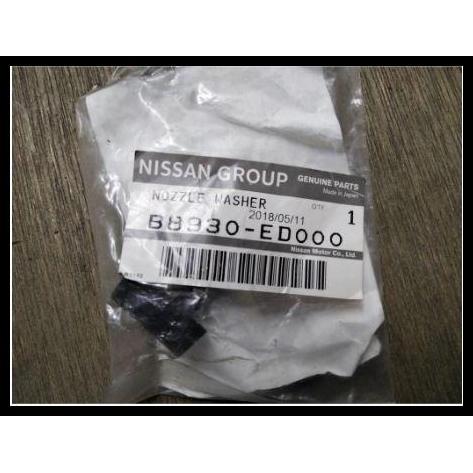 NISSAN GROUP GENUINE PARTS
Made in Japan
NOZZLE WASHER Q'TY 1
2018/05/11
B8930-ED000
Nissan Motor Co., Ltd.